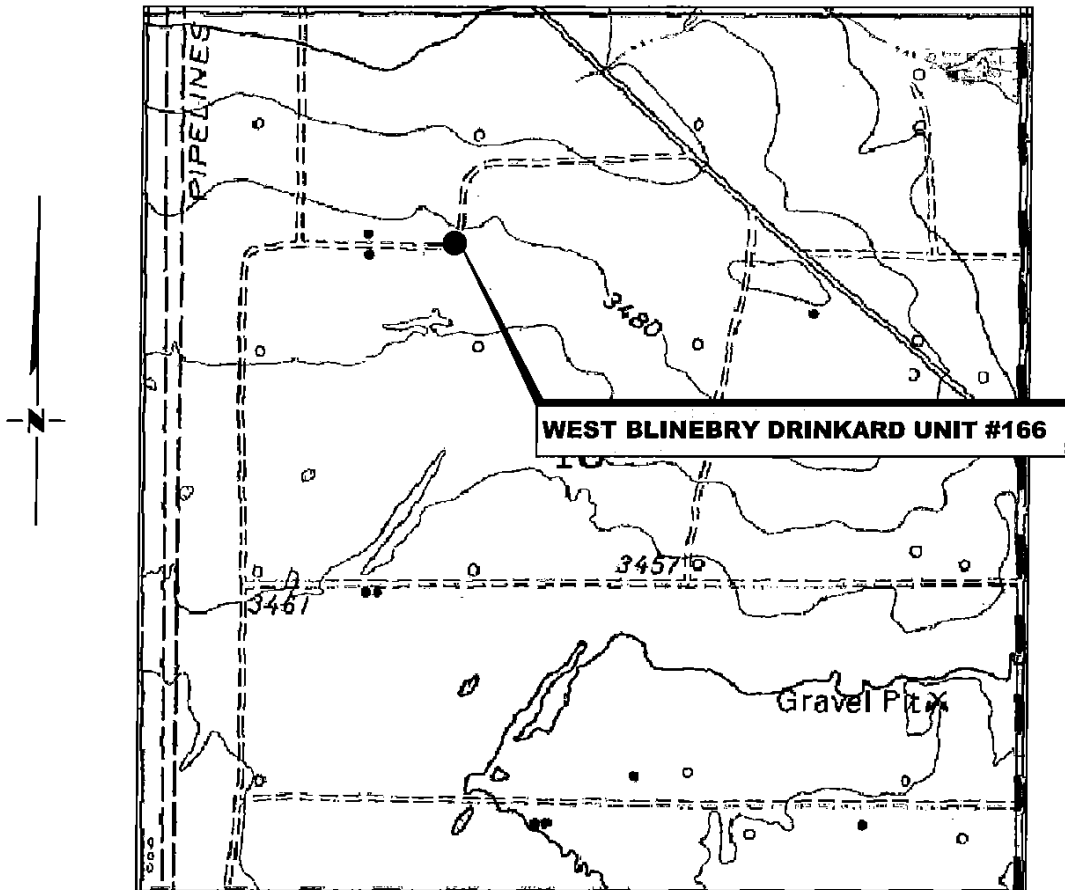 PIPELINES
3480
WEST BLINEBRY DRINKARD UNIT #166
3457
3461
Gravel Pit
N